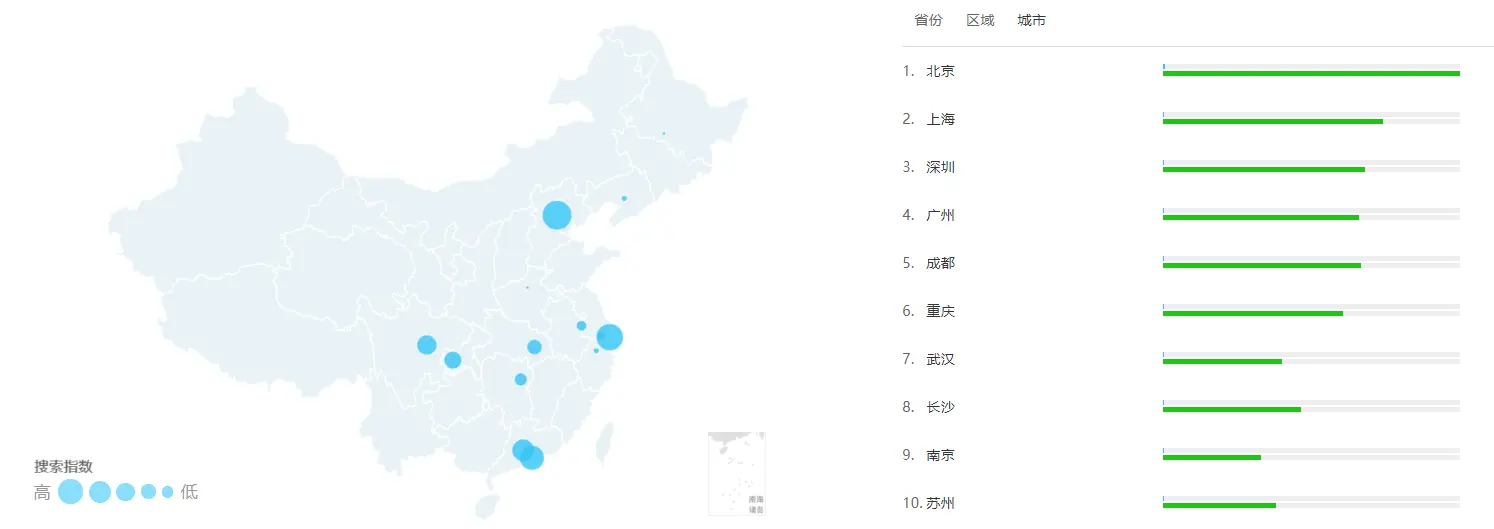 省份 区域 城市
1. 北京
2. 上海
3. 深圳
4. 广州
5. 成都
6. 重庆
7. 武汉
8. 长沙
9. 南京
10. 苏州
搜索指数
高 低
南海
诸岛